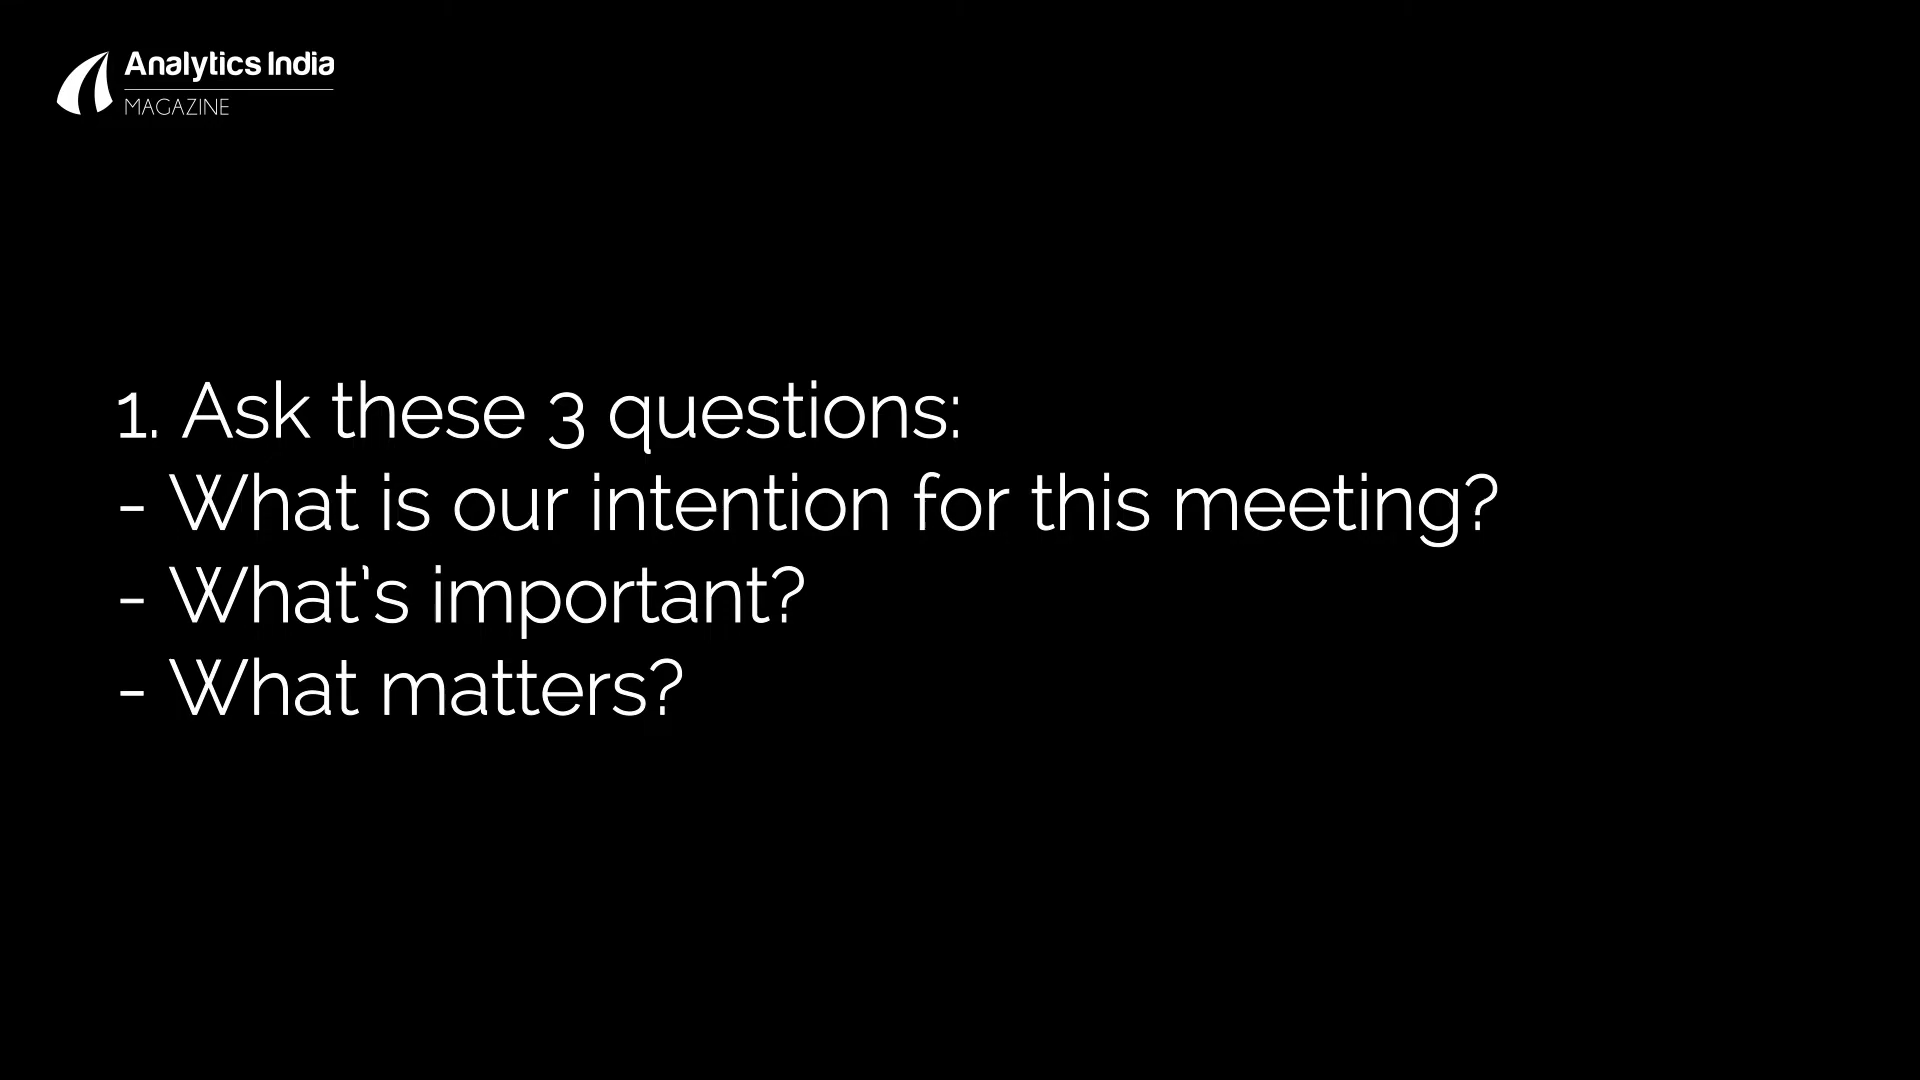 Analytics India
MAGAZINE
1. Ask these 3 questions:
- What is our intention for this meeting?
- What's important?
- What matters?